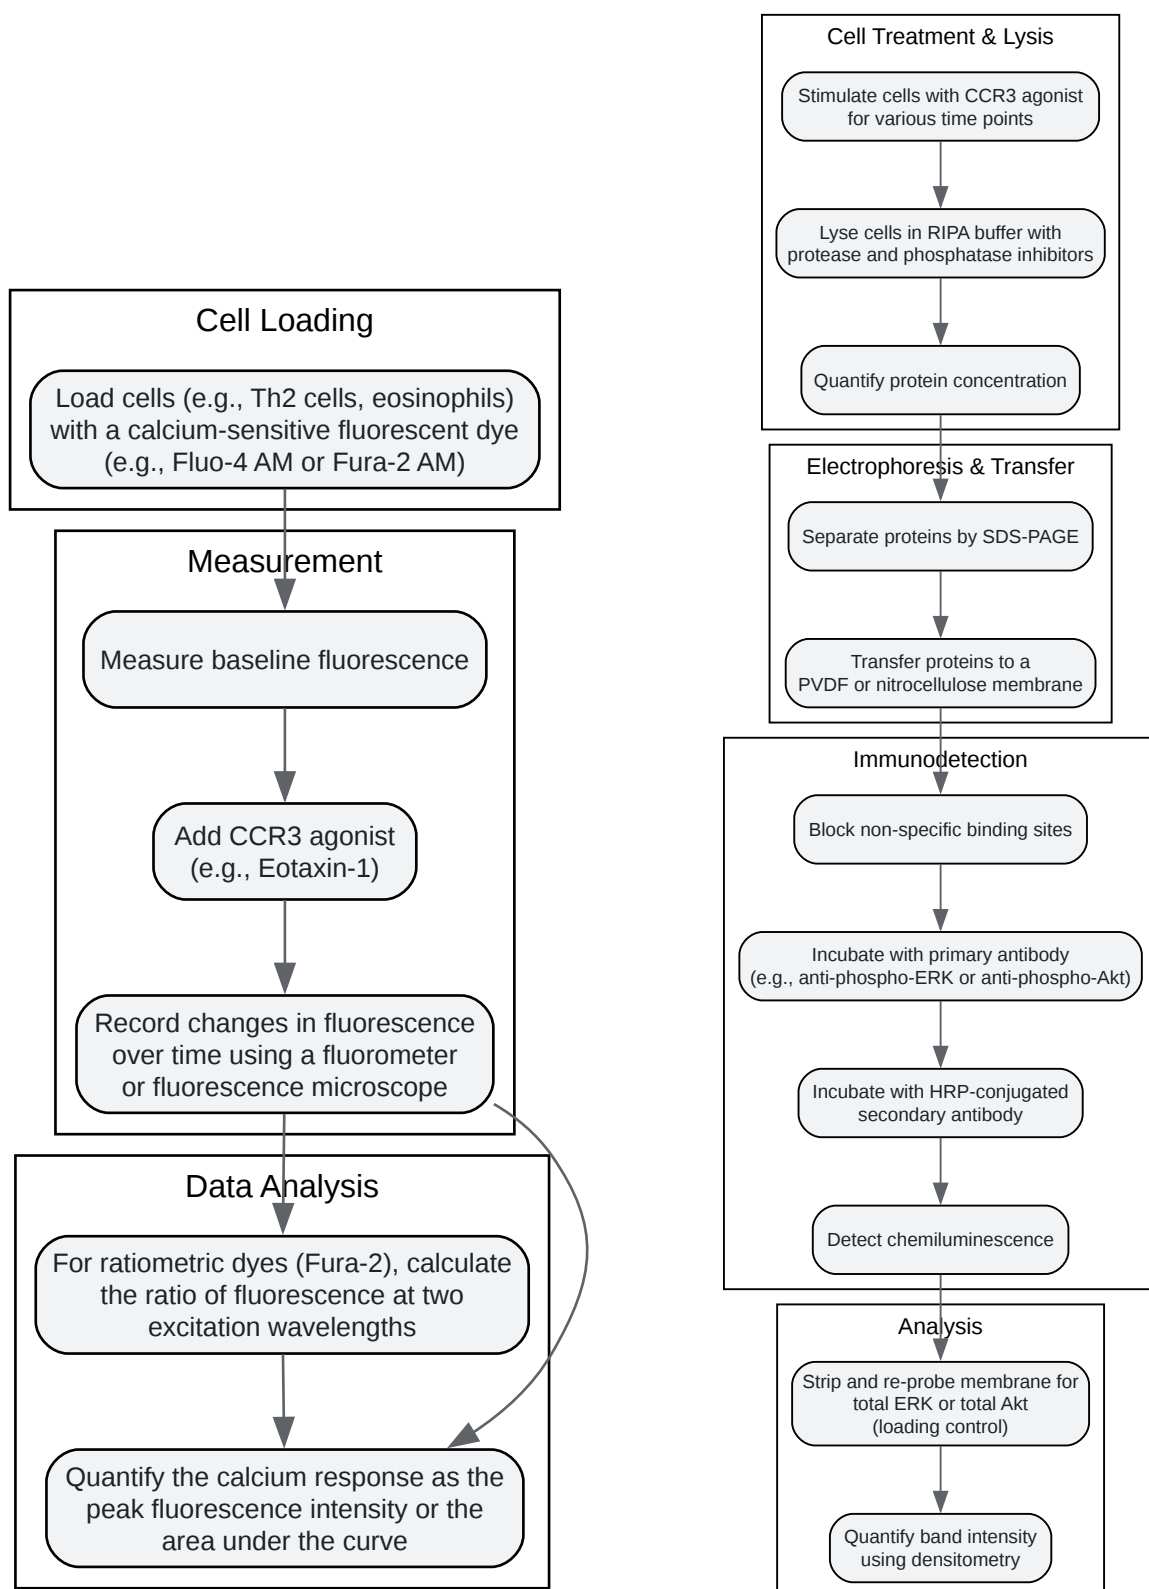 Cell Loading
Load cells (e.g., Th2 cells, eosinophils)
with a calcium-sensitive fluorescent dye
(e.g., Fluo-4 AM or Fura-2 AM)
Measurement
Measure baseline fluorescence
Add CCR3 agonist
(e.g., Eotaxin-1)
Record changes in fluorescence
over time using a fluorometer
or fluorescence microscope
Data Analysis
For ratiometric dyes (Fura-2), calculate
the ratio of fluorescence at two
excitation wavelengths
Quantify the calcium response as the
peak fluorescence intensity or the
area under the curve
Cell Treatment & Lysis
Stimulate cells with CCR3 agonist
for various time points
Lyse cells in RIPA buffer with
protease and phosphatase inhibitors
Quantify protein concentration
Electrophoresis & Transfer
Separate proteins by SDS-PAGE
Transfer proteins to a
PVDF or nitrocellulose membrane
Immunodetection
Block non-specific binding sites
Incubate with primary antibody
(e.g., anti-phospho-ERK or anti-phospho-Akt)
Incubate with HRP-conjugated
secondary antibody
Detect chemiluminescence
Analysis
Strip and re-probe membrane for
total ERK or total Akt
(loading control)
Quantify band intensity
using densitometry